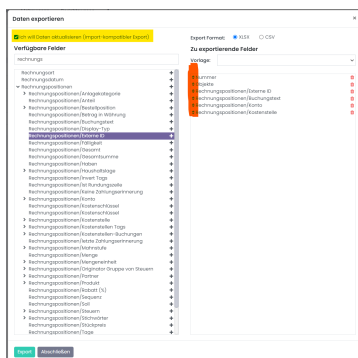 Daten exportieren
×
Ich will Daten aktualisieren (import-kompatibler Export)
Verfügbare Felder
rechnungs
Rechnungsart
Rechnungsdatum
Rechnungspositionen
Rechnungspositionen/Anlagekategorie
Rechnungspositionen/Anteil
Rechnungspositionen/Bestellposition
Rechnungspositionen/Betrag in Währung
Rechnungspositionen/Buchungstext
Rechnungspositionen/Display-Typ
Rechnungspositionen/Externe ID
Rechnungspositionen/Fälligkeit
Rechnungspositionen/Gesamt
Rechnungspositionen/Gesamtsumme
Rechnungspositionen/Haben
Rechnungspositionen/Haushaltslage
Rechnungspositionen/Invert Tags
Rechnungspositionen/Ist Rundungszeile
Rechnungspositionen/Keine Zahlungserinnerung
Rechnungspositionen/Konto
Rechnungspositionen/Kostenschlüssel
Rechnungspositionen/Kostenschlüssel
Rechnungspositionen/Kostenstelle
Rechnungspositionen/Kostenstellen Tags
Rechnungspositionen/Kostenstellen-Buchungen
Rechnungspositionen/letzte Zahlungserinnerung
Rechnungspositionen/Mahnstufe
Rechnungspositionen/Menge
Rechnungspositionen/Mengeneinheit
Rechnungspositionen/Originator Gruppe von Steuern
Rechnungspositionen/Partner
Rechnungspositionen/Produkt
Rechnungspositionen/Rabatt (%)
Rechnungspositionen/Sequenz
Rechnungspositionen/Soll
Rechnungspositionen/Steuern
Rechnungspositionen/Stichwörter
Rechnungspositionen/Stückpreis
Rechnungspositionen/Tage
Export Format:
XLSX
CSV
Zu exportierende Felder
Vorlage:
Nummer
Objekte
Rechnungspositionen/Externe ID
Rechnungspositionen/Buchungstext
Rechnungspositionen/Konto
Rechnungspositionen/Kostenstelle
Export
Abschließen